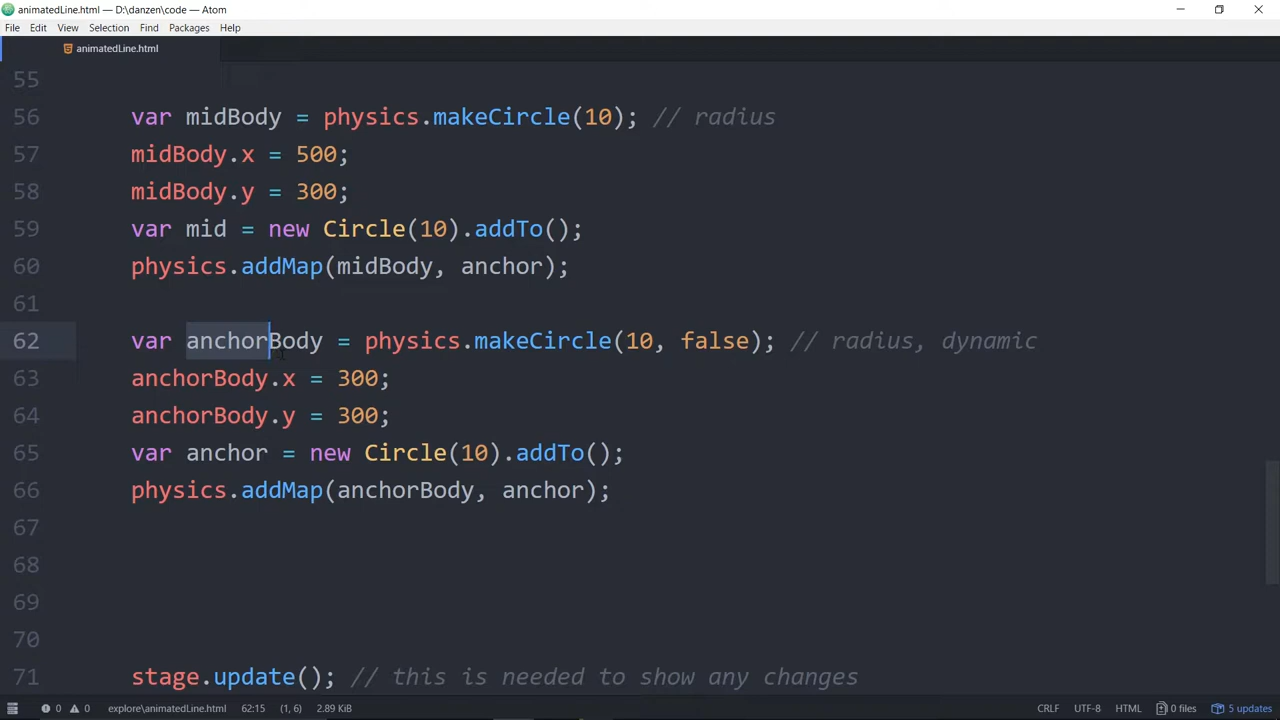 animatedLine.html — D:\danzen\code — Atom
File Edit View Selection Find Packages Help
animatedLine.html
55
56 var midBody = physics.makeCircle(10); // radius
57 midBody.x = 500;
58 midBody.y = 300;
59 var mid = new Circle(10).addTo();
60 physics.addMap(midBody, anchor);
61
62 var anchorBody = physics.makeCircle(10, false); // radius, dynamic
63 anchorBody.x = 300;
64 anchorBody.y = 300;
65 var anchor = new Circle(10).addTo();
66 physics.addMap(anchorBody, anchor);
67
68
69
70
71 stage.update(); // this is needed to show any changes
0 0 explore\animatedLine.html 62:15 (1, 6) 2.89 KiB CRLF UTF-8 HTML 0 files 5 updates